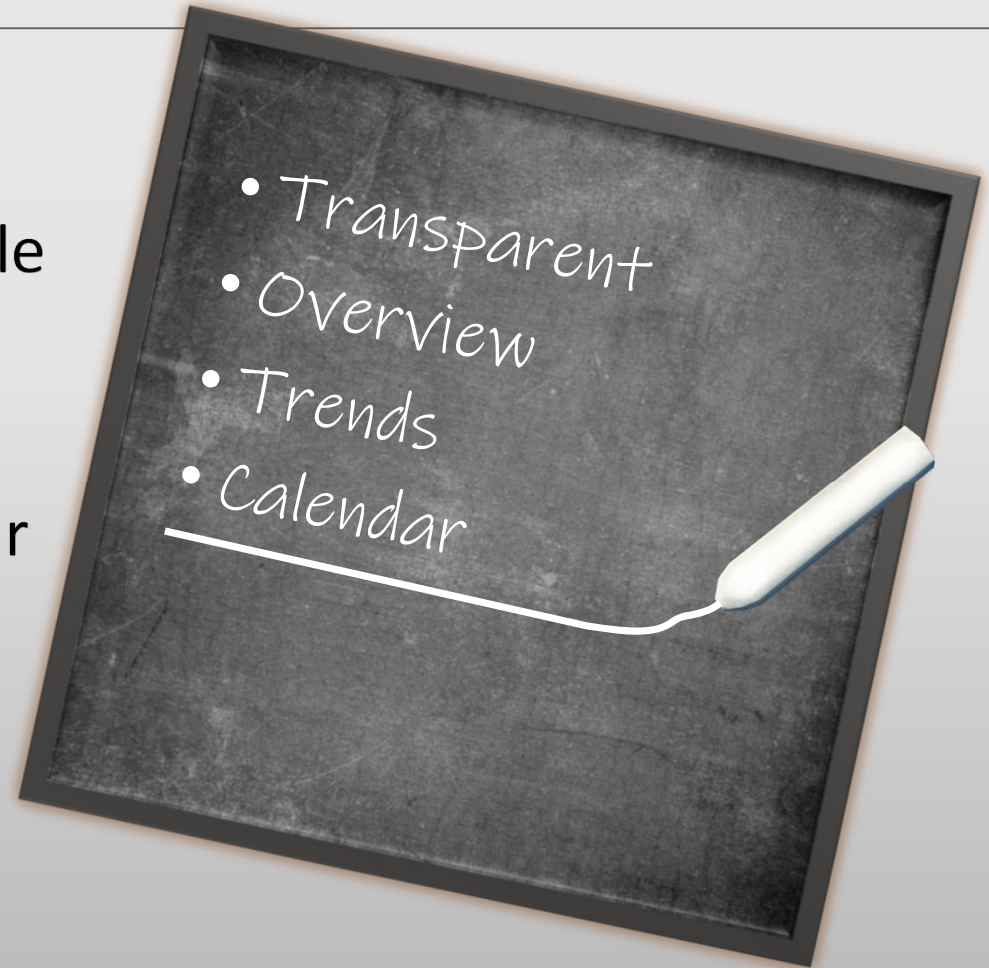 le
r
• Transparent
• Overview
• Trends
• Calendar